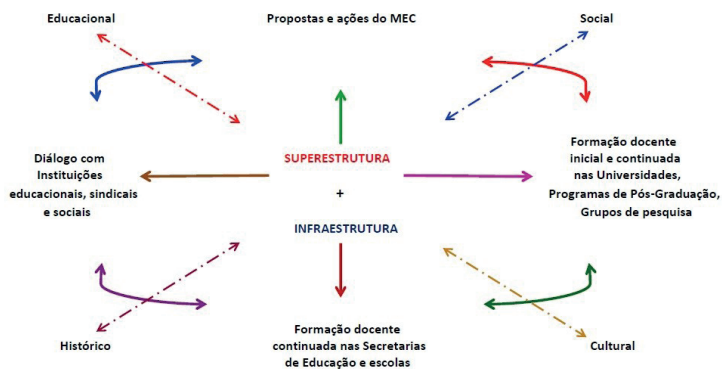 Educacional
Propostas e ações do MEC
Social
Diálogo com
Instituições
educacionais, sindicais
e sociais
SUPERESTRUTURA
+
INFRAESTRUTURA
Formação docente
inicial e continuada
nas Universidades,
Programas de Pós-Graduação,
Grupos de pesquisa
Histórico
Formação docente
continuada nas Secretarias
de Educação e escolas
Cultural